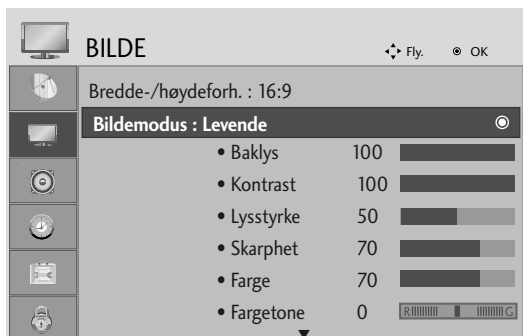 BILDE Fly. OK
Bredde-/høydeforh. : 16:9
Bildemodus : Levende
• Baklys 100
• Kontrast 100
• Lysstyrke 50
• Skarphet 70
• Farge 70
• Fargetone 0 R G